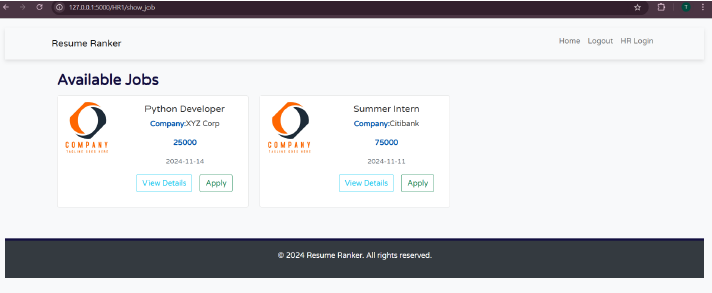 127.0.0.1:5000/HR1/show_job
Resume Ranker
Home Logout HR Login
Available Jobs
COMPANY
TAGLINE GOES HERE
Python Developer
Company:XYZ Corp
25000
2024-11-14
View Details Apply
COMPANY
TAGLINE GOES HERE
Summer Intern
Company:Citibank
75000
2024-11-11
View Details Apply
© 2024 Resume Ranker. All rights reserved.